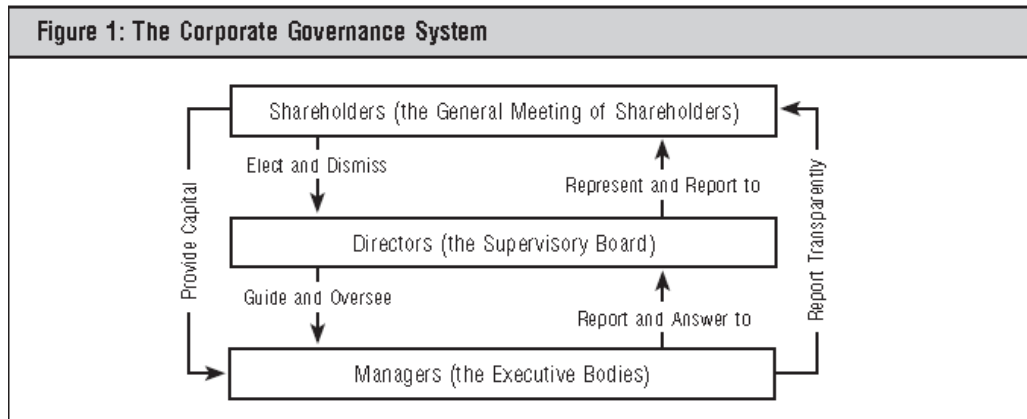 Figure 1: The Corporate Governance System
Shareholders (the General Meeting of Shareholders)
Elect and Dismiss
Represent and Report to
Provide Capital
Report Transparently
Directors (the Supervisory Board)
Guide and Oversee
Report and Answer to
Managers (the Executive Bodies)